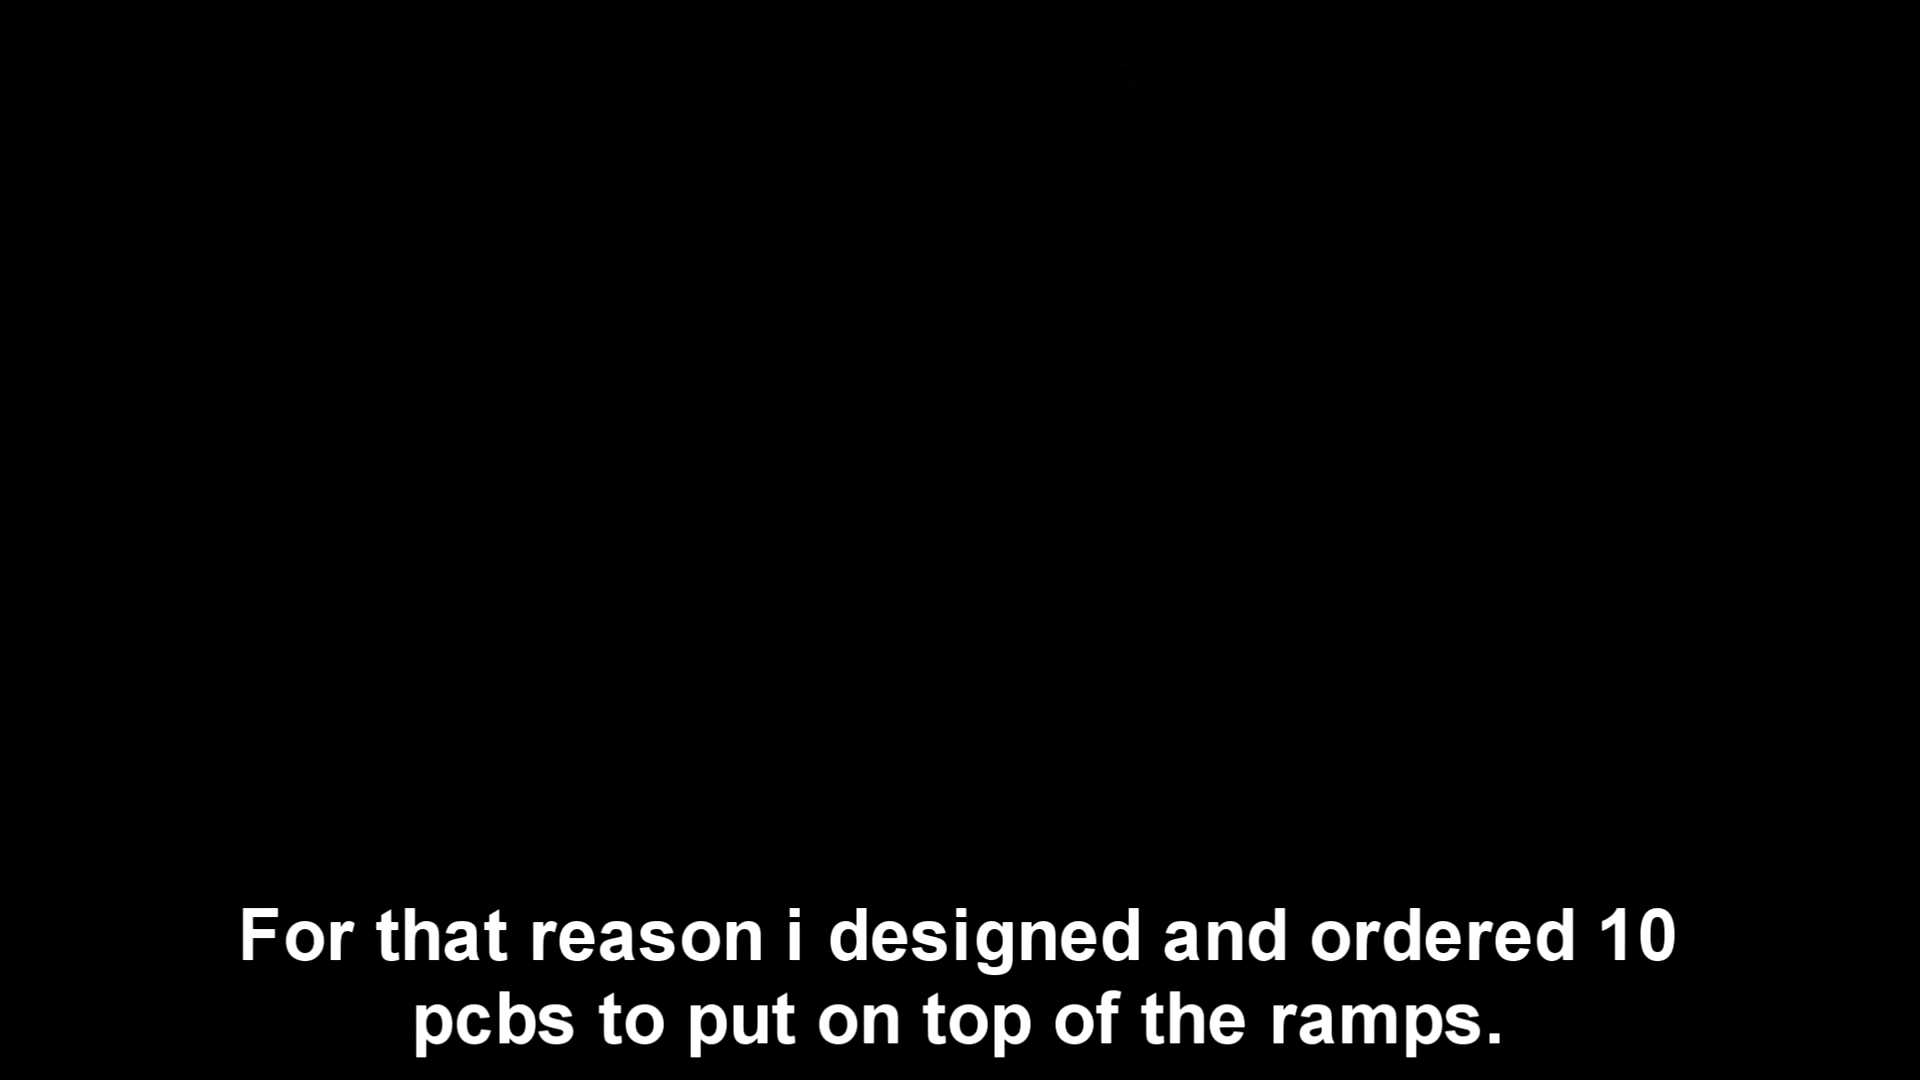 For that reason i designed and ordered 10
pcbs to put on top of the ramps.